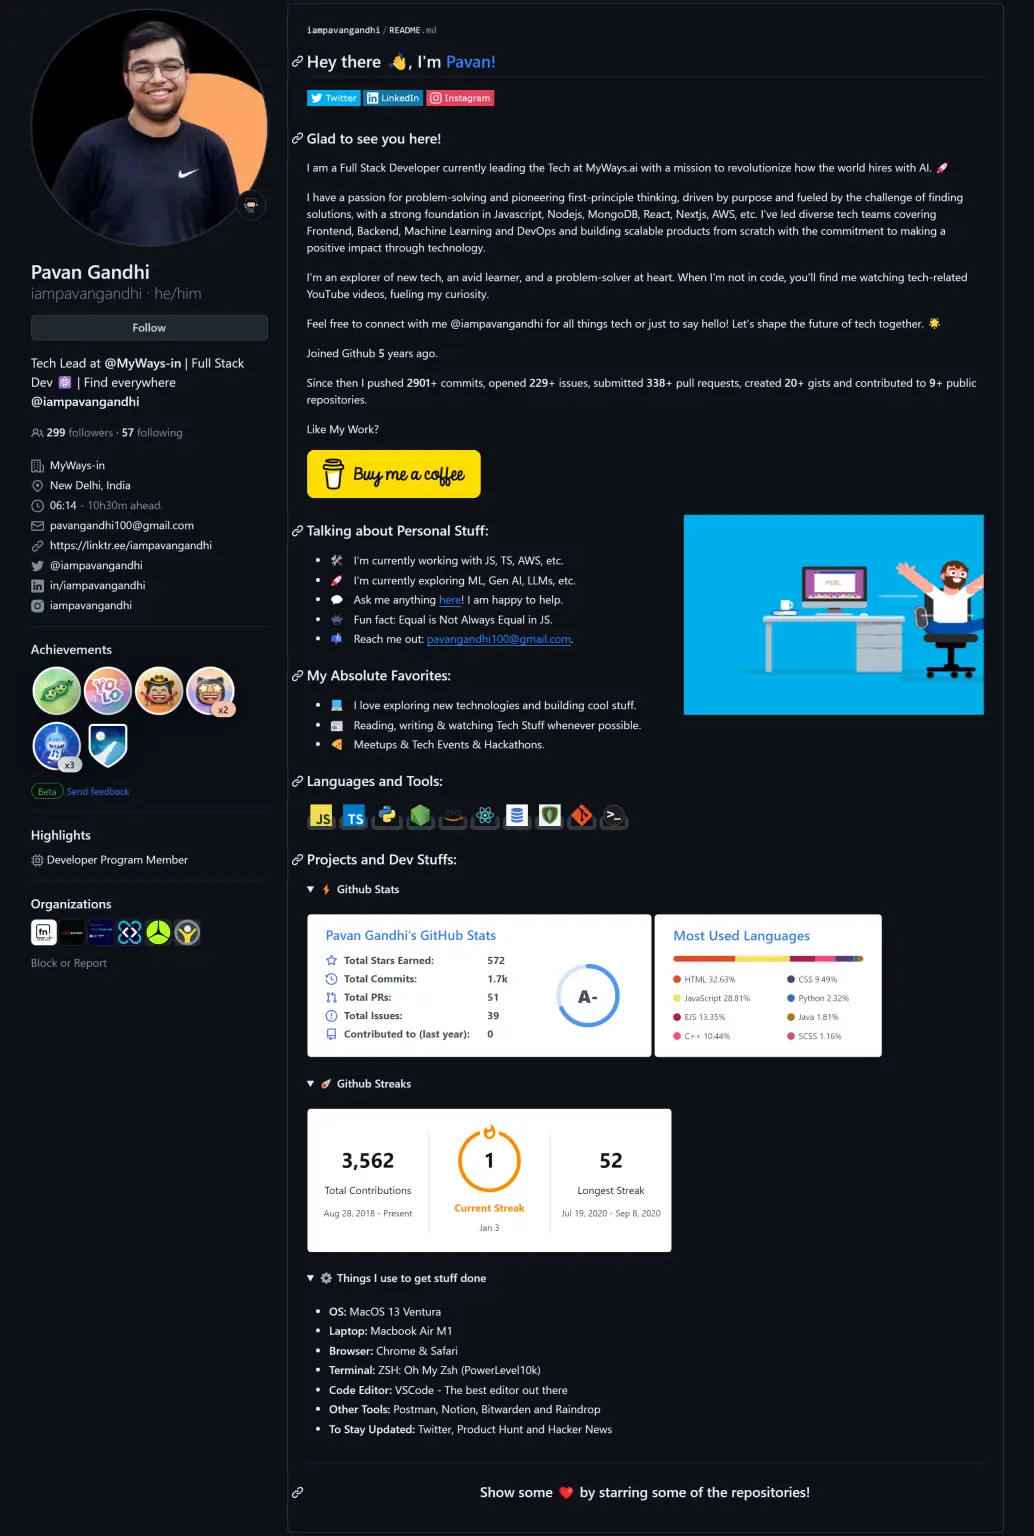 Pavan Gandhi
iampavangandhi · he/him
Follow
Tech Lead at @MyWays-in | Full Stack
Dev | Find everywhere
@iampavangandhi
299 followers · 57 following
MyWays-in
New Delhi, India
06:14 - 10h30m ahead
pavangandhi100@gmail.com
https://linktr.ee/iampavangandhi
@iampavangandhi
in/iampavangandhi
iampavangandhi
Achievements
YOLO
x2
x3
Beta Send feedback
Highlights
Developer Program Member
Organizations
fn
Block or Report
iampavangandhi / README.md
Hey there 👋, I'm Pavan!
Twitter LinkedIn Instagram
Glad to see you here!
I am a Full Stack Developer currently leading the Tech at MyWays.ai with a mission to revolutionize how the world hires with AI. 🚀
I have a passion for problem-solving and pioneering first-principle thinking, driven by purpose and fueled by the challenge of finding
solutions, with a strong foundation in Javascript, Nodejs, MongoDB, React, Nextjs, AWS, etc. I've led diverse tech teams covering
Frontend, Backend, Machine Learning and DevOps and building scalable products from scratch with the commitment to making a
positive impact through technology.
I'm an explorer of new tech, an avid learner, and a problem-solver at heart. When I'm not in code, you'll find me watching tech-related
YouTube videos, fueling my curiosity.
Feel free to connect with me @iampavangandhi for all things tech or just to say hello! Let's shape the future of tech together. 🌟
Joined Github 5 years ago.
Since then I pushed 2901+ commits, opened 229+ issues, submitted 338+ pull requests, created 20+ gists and contributed to 9+ public
repositories.
Like My Work?
Buy me a coffee
Talking about Personal Stuff:
• 🛠 I'm currently working with JS, TS, AWS, etc.
• 🚀 I'm currently exploring ML, Gen AI, LLMs, etc.
• 💬 Ask me anything here! I am happy to help.
• 👾 Fun fact: Equal is Not Always Equal in JS.
• 📫 Reach me out: pavangandhi100@gmail.com.
My Absolute Favorites:
• 💻 I love exploring new technologies and building cool stuff.
• 📰 Reading, writing & watching Tech Stuff whenever possible.
• 🍕 Meetups & Tech Events & Hackathons.
Languages and Tools:
JS TS aws >_
Projects and Dev Stuffs:
▼ ⚡ Github Stats
Pavan Gandhi's GitHub Stats
Total Stars Earned: 572
Total Commits: 1.7k
Total PRs: 51
Total Issues: 39
Contributed to (last year): 0
A-
Most Used Languages
HTML 32.63% CSS 9.49%
JavaScript 28.81% Python 2.32%
EJS 13.35% Java 1.81%
C++ 10.44% SCSS 1.16%
▼ ☄ Github Streaks
3,562 1 52
Total Contributions Current Streak Longest Streak
Aug 28, 2018 - Present Jan 3 Jul 19, 2020 - Sep 8, 2020
▼ ⚙ Things I use to get stuff done
• OS: MacOS 13 Ventura
• Laptop: Macbook Air M1
• Browser: Chrome & Safari
• Terminal: ZSH: Oh My Zsh (PowerLevel10k)
• Code Editor: VSCode - The best editor out there
• Other Tools: Postman, Notion, Bitwarden and Raindrop
• To Stay Updated: Twitter, Product Hunt and Hacker News
Show some ❤ by starring some of the repositories!